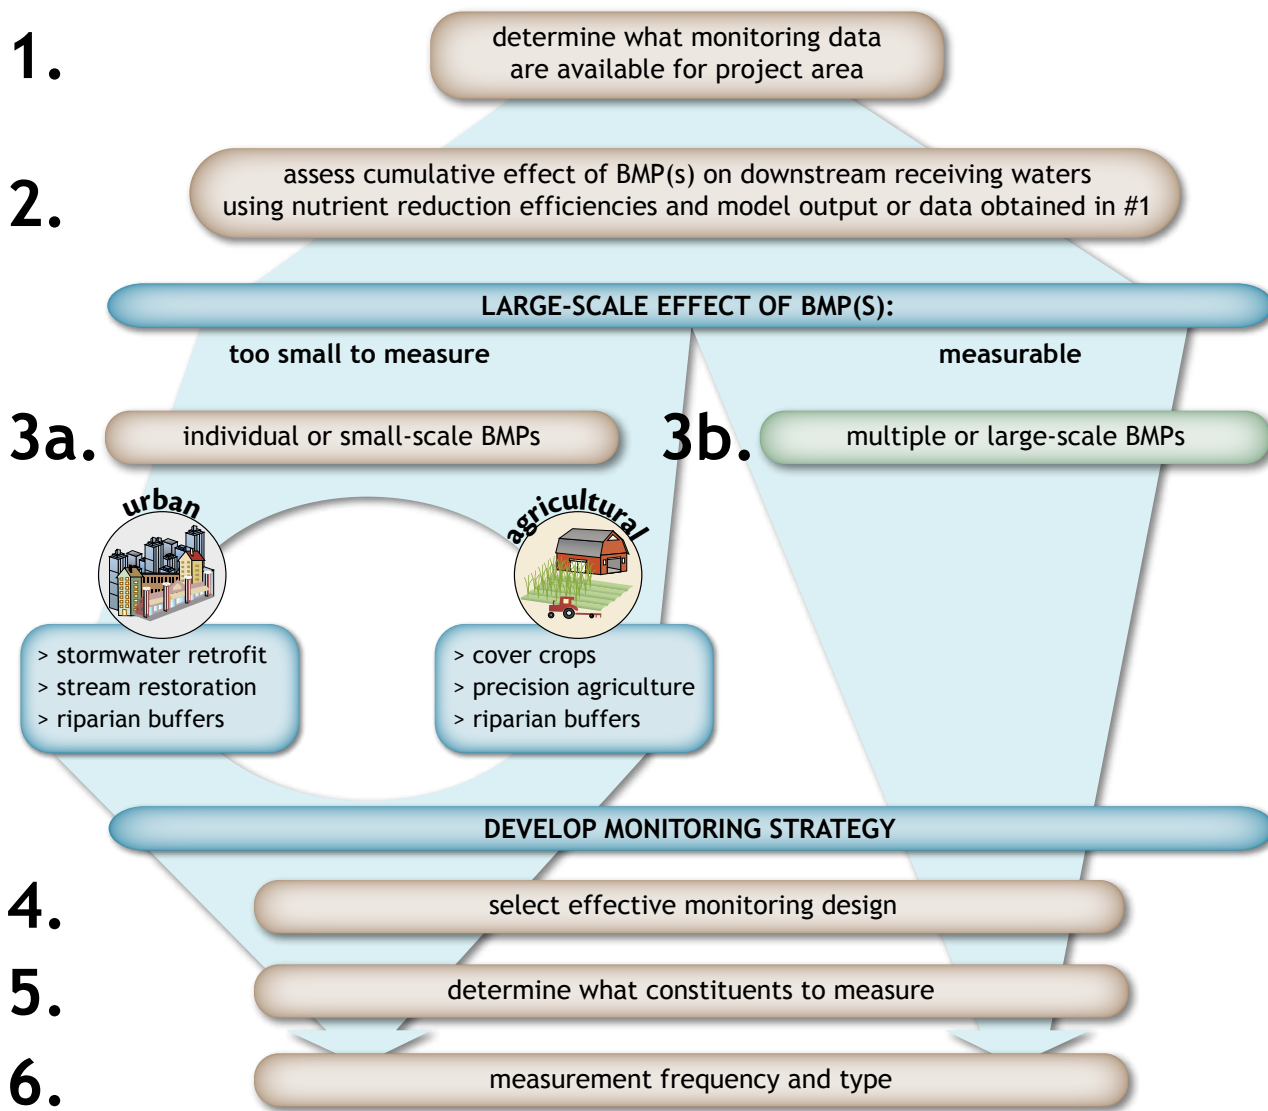 1.
determine what monitoring data
are available for project area
2.
assess cumulative effect of BMP(s) on downstream receiving waters
using nutrient reduction efficiencies and model output or data obtained in #1
LARGE-SCALE EFFECT OF BMP(S):
too small to measure
measurable
3a.
individual or small-scale BMPs
3b.
multiple or large-scale BMPs
urban
> stormwater retrofit
> stream restoration
> riparian buffers
agricultural
> cover crops
> precision agriculture
> riparian buffers
DEVELOP MONITORING STRATEGY
4.
select effective monitoring design
5.
determine what constituents to measure
6.
measurement frequency and type